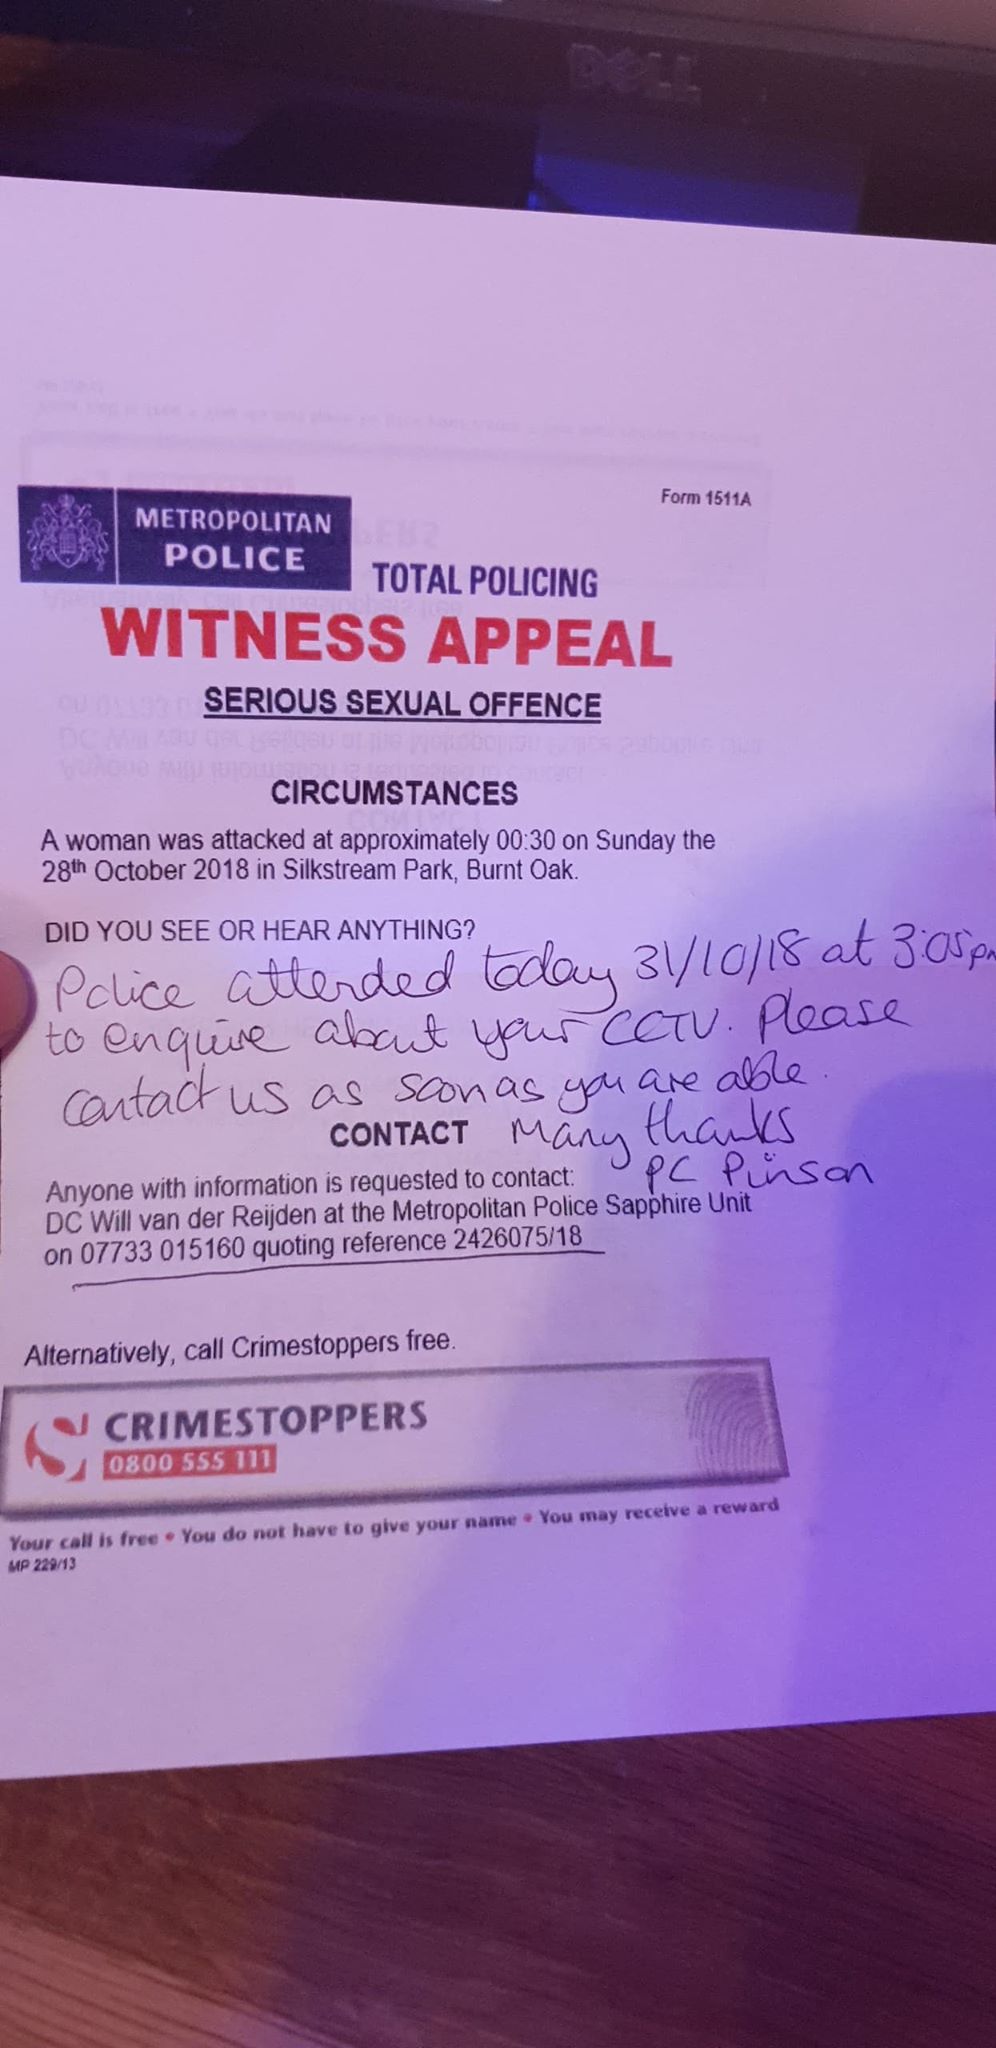 DELL
Form 1511A
METROPOLITAN
POLICE
TOTAL POLICING
WITNESS APPEAL
SERIOUS SEXUAL OFFENCE
CIRCUMSTANCES
A woman was attacked at approximately 00:30 on Sunday the
28th October 2018 in Silkstream Park, Burnt Oak.
DID YOU SEE OR HEAR ANYTHING?
Police attended today 31/10/18 at 3:05pm
to enquire about your CCTV. Please
contact us as soon as you are able.
CONTACT Many thanks
PC Pinson
Anyone with information is requested to contact:
DC Will van der Reijden at the Metropolitan Police Sapphire Unit
on 07733 015160 quoting reference 2426075/18
Alternatively, call Crimestoppers free.
CRIMESTOPPERS
0800 555 111
Your call is free • You do not have to give your name • You may receive a reward
MP 229/13